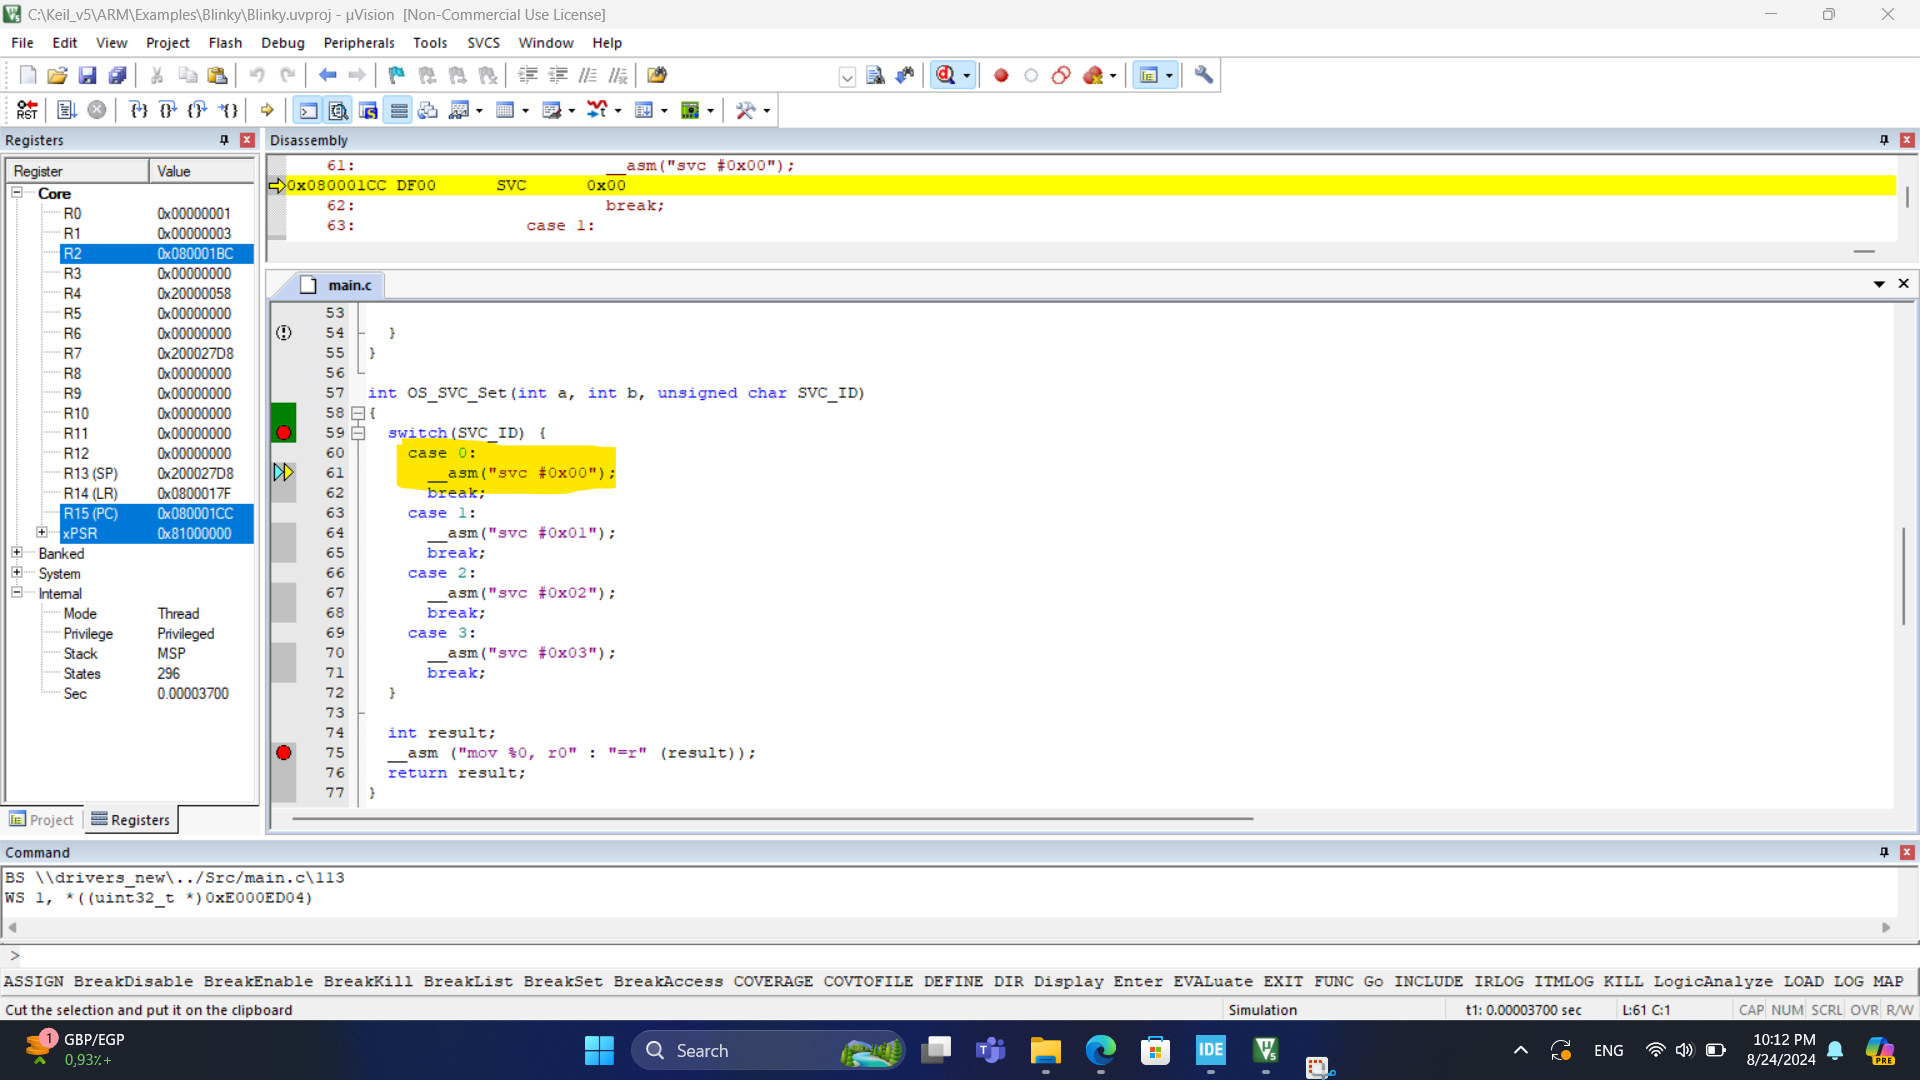 C:\Keil_v5\ARM\Examples\Blinky\Blinky.uvproj - µVision  [Non-Commercial Use License]
File Edit View Project Flash Debug Peripherals Tools SVCS Window Help
RST
Registers
Register Value
Core
R0 0x00000001
R1 0x00000003
R2 0x080001BC
R3 0x00000000
R4 0x20000058
R5 0x00000000
R6 0x00000000
R7 0x200027D8
R8 0x00000000
R9 0x00000000
R10 0x00000000
R11 0x00000000
R12 0x00000000
R13 (SP) 0x200027D8
R14 (LR) 0x0800017F
R15 (PC) 0x080001CC
xPSR 0x81000000
Banked
System
Internal
Mode Thread
Privilege Privileged
Stack MSP
States 296
Sec 0.00003700
Project Registers
Disassembly
61: __asm("svc #0x00");
0x080001CC DF00 SVC 0x00
62: break;
63: case 1:
main.c
53
54 }
55 }
56
57 int OS_SVC_Set(int a, int b, unsigned char SVC_ID)
58 {
59 switch(SVC_ID) {
60 case 0:
61 __asm("svc #0x00");
62 break;
63 case 1:
64 __asm("svc #0x01");
65 break;
66 case 2:
67 __asm("svc #0x02");
68 break;
69 case 3:
70 __asm("svc #0x03");
71 break;
72 }
73
74 int result;
75 __asm ("mov %0, r0" : "=r" (result));
76 return result;
77 }
Command
BS \\drivers_new\../Src/main.c\113
WS 1, *((uint32_t *)0xE000ED04)
>
ASSIGN BreakDisable BreakEnable BreakKill BreakList BreakSet BreakAccess COVERAGE COVTOFILE DEFINE DIR Display Enter EVALuate EXIT FUNC Go INCLUDE IRLOG ITMLOG KILL LogicAnalyze LOAD LOG MAP
Cut the selection and put it on the clipboard Simulation t1: 0.00003700 sec L:61 C:1 CAP NUM SCRL OVR R/W
1 GBP/EGP
0,93%+
Search
IDE
ENG
10:12 PM
8/24/2024
PRE